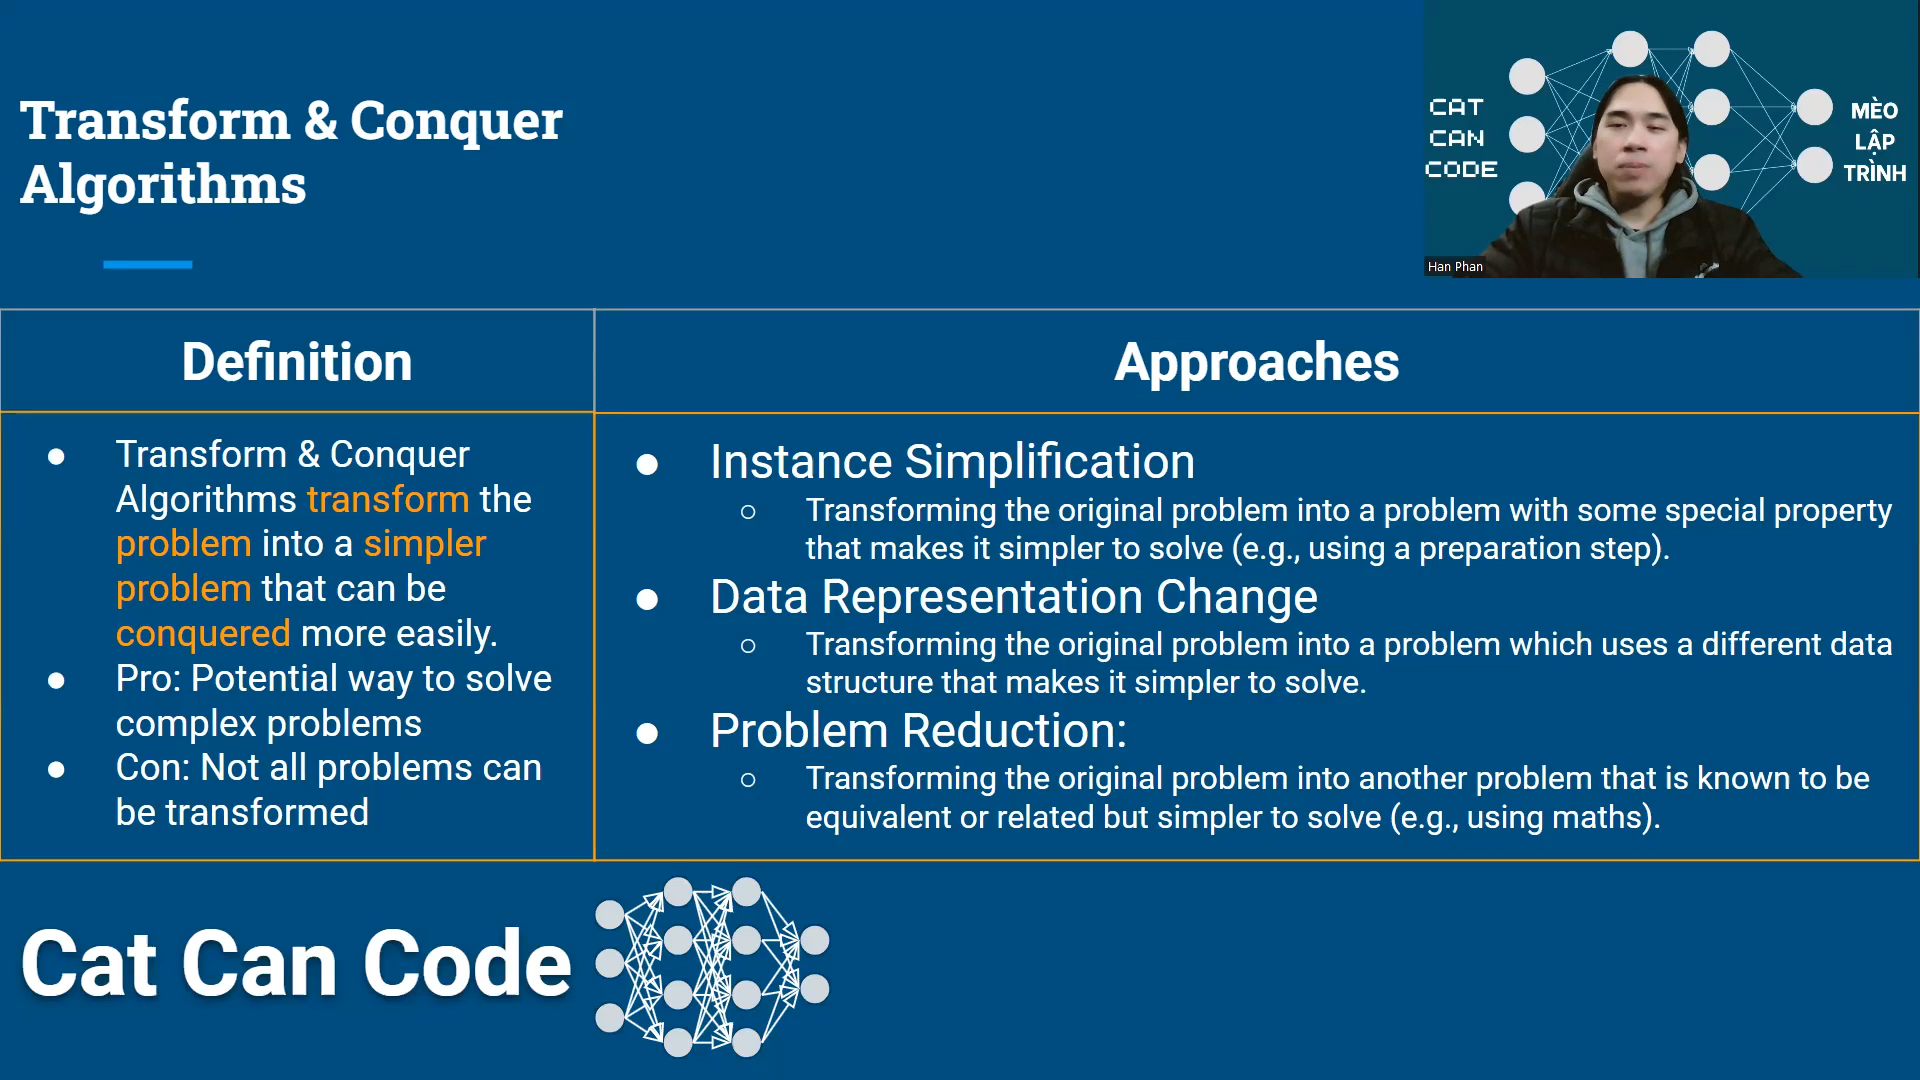 Transform & Conquer
Algorithms
CAT
CAN
CODE
MÈO
LẬP
TRÌNH
Han Phan
Definition
Approaches
● Transform & Conquer
Algorithms transform the
problem into a simpler
problem that can be
conquered more easily.
● Pro: Potential way to solve
complex problems
● Con: Not all problems can
be transformed
● Instance Simplification
○ Transforming the original problem into a problem with some special property
that makes it simpler to solve (e.g., using a preparation step).
● Data Representation Change
○ Transforming the original problem into a problem which uses a different data
structure that makes it simpler to solve.
● Problem Reduction:
○ Transforming the original problem into another problem that is known to be
equivalent or related but simpler to solve (e.g., using maths).
Cat Can Code